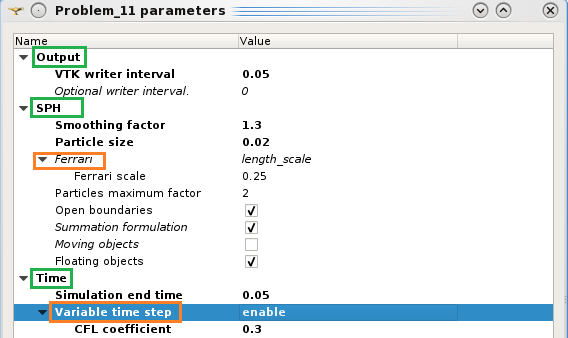 Problem_11 parameters
Name Value
Output
VTK writer interval 0.05
Optional writer interval. 0
SPH
Smoothing factor 1.3
Particle size 0.02
Ferrari length_scale
Ferrari scale 0.25
Particles maximum factor 2
Open boundaries
Summation formulation
Moving objects
Floating objects
Time
Simulation end time 0.05
Variable time step enable
CFL coefficient 0.3